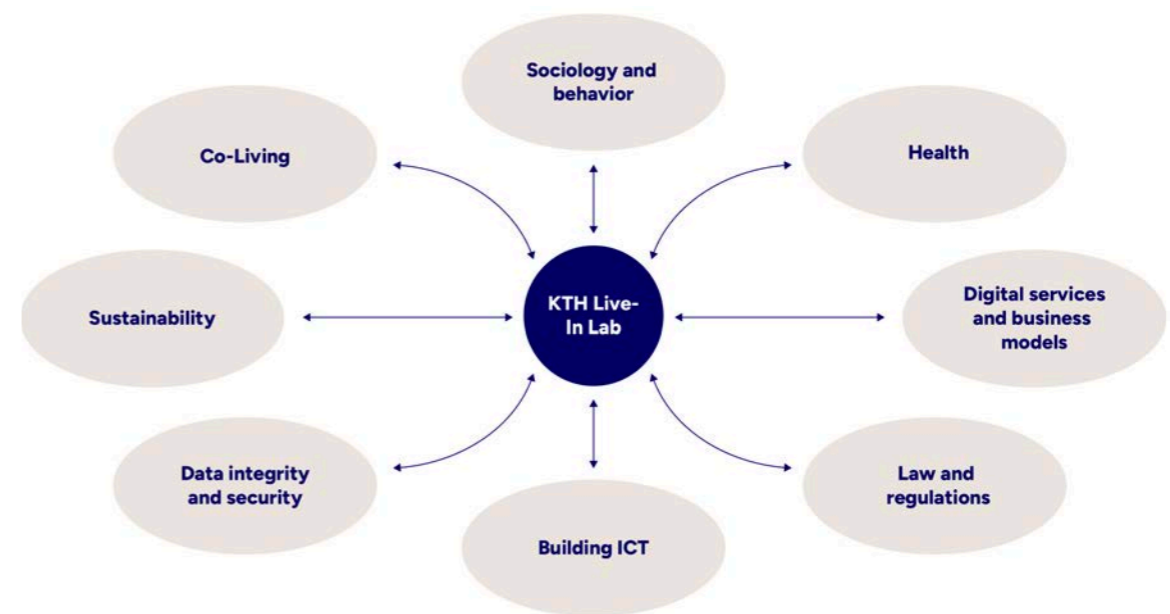 Sociology and
behavior
Co-Living
Health
KTH Live-
In Lab
Sustainability
Digital services
and business
models
Data integrity
and security
Law and
regulations
Building ICT